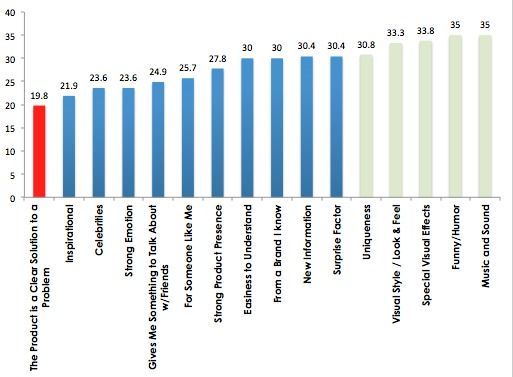 40
35
30
25
20
15
10
5
0
19.8
21.9
23.6
23.6
24.9
25.7
27.8
30
30
30.4
30.4
30.8
33.3
33.8
35
35
The Product is a Clear Solution to a
Problem
Inspirational
Celebrities
Strong Emotion
Gives Me Something to Talk About
w/Friends
For Someone Like Me
Strong Product Presence
Easiness to Understand
From a Brand I know
New Information
Surprise Factor
Uniqueness
Visual Style / Look & Feel
Special Visual Effects
Funny/Humor
Music and Sound